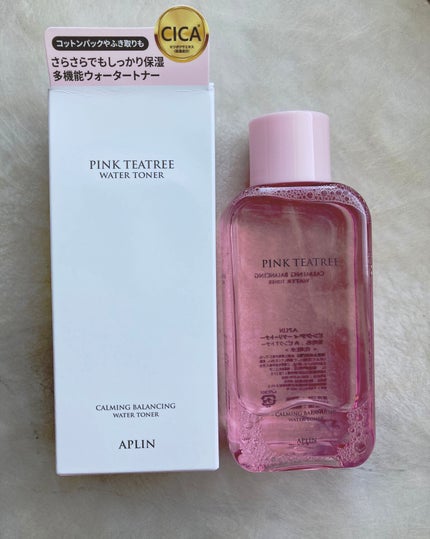 コットンパックやふき取りも
さらさらでもしっかり保湿
多機能ウォータートナー
CICA
PINK TEATREE
WATER TONER
CALMING BALANCING
WATER TONER
APLIN
PINK TEATREE
CALMING BALANCING
WATER TONER
APLIN
CALMING BALANCING
WATER TONER